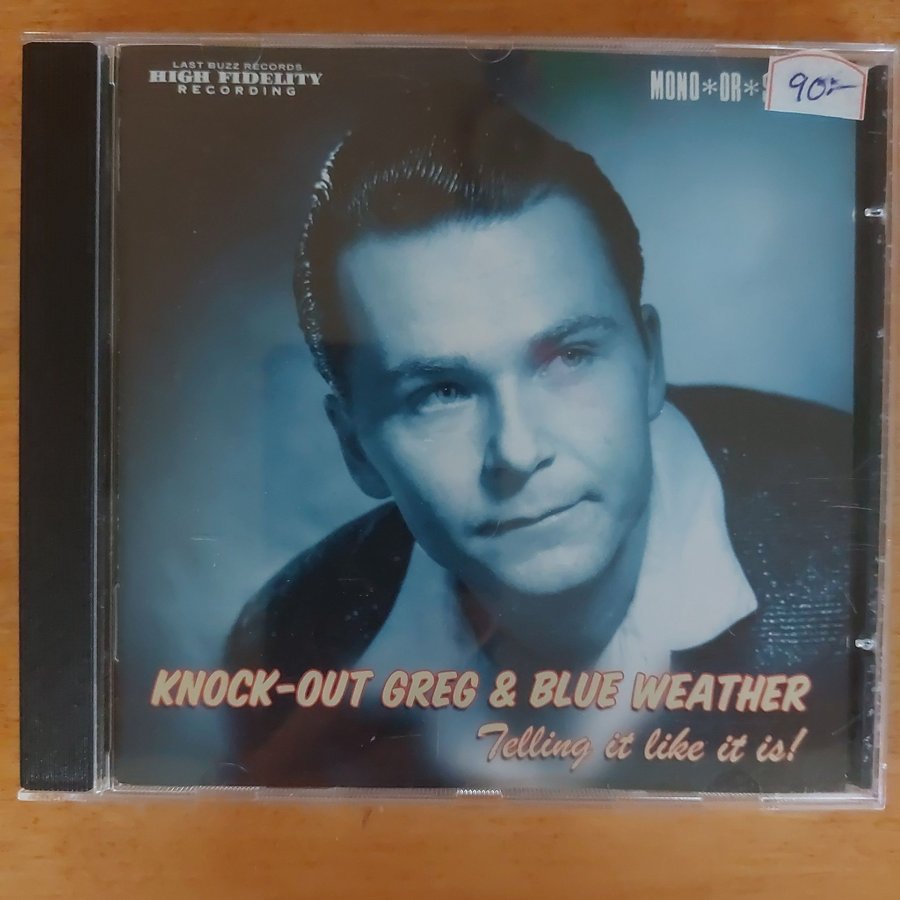 LAST BUZZ RECORDS
HIGH FIDELITY
RECORDING
MONO*OR*
90:-
KNOCK-OUT GREG & BLUE WEATHER
Telling it like it is!